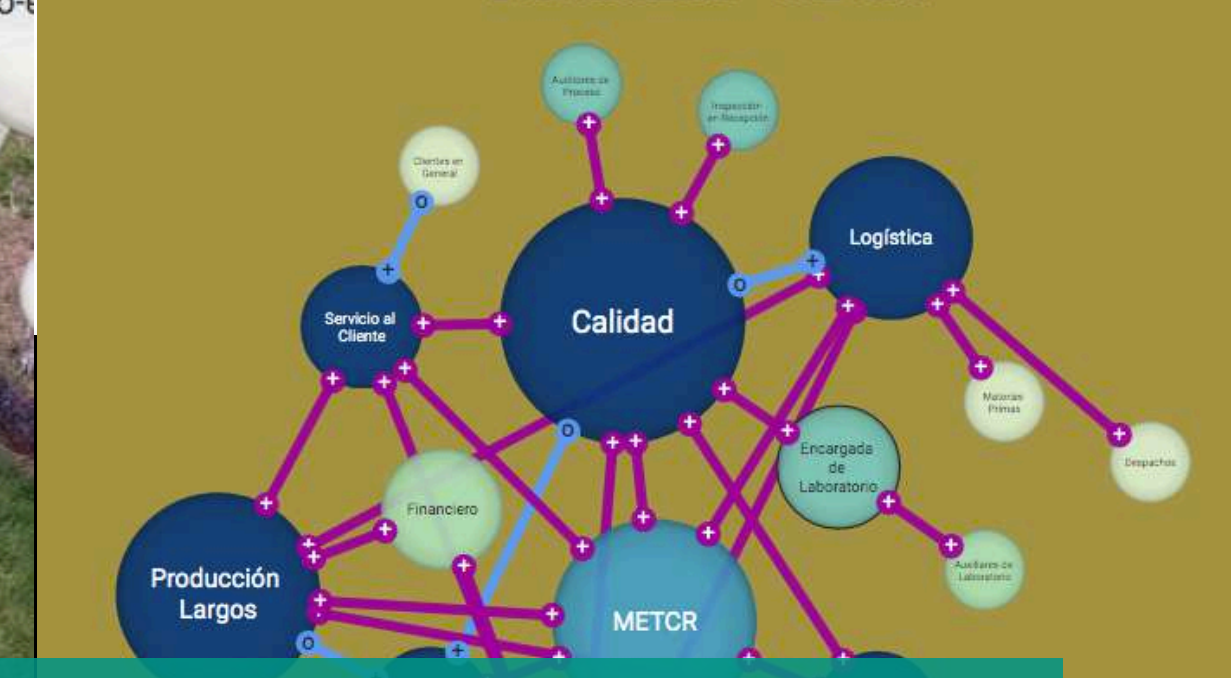 Auxiliares de
Proceso
Inspección
en Recepción
Clientes en
General
Logística
Servicio al
Cliente
Calidad
Materias
Primas
Encargada
de
Laboratorio
Despachos
Financiero
Auxiliares de
Laboratorio
Producción
Largos
METCR